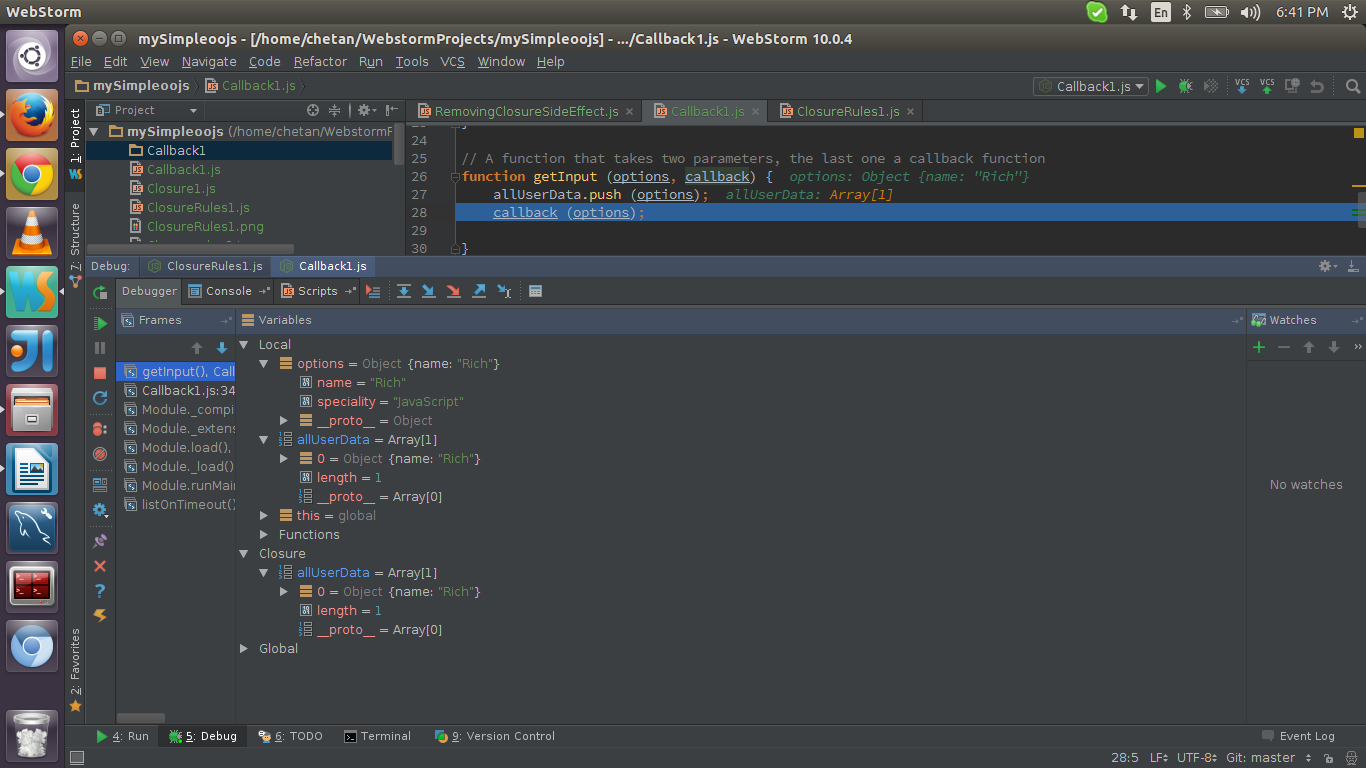 WebStorm
En
6:41 PM
mySimpleoojs - [/home/chetan/WebstormProjects/mySimpleoojs] - .../Callback1.js - WebStorm 10.0.4
File Edit View Navigate Code Refactor Run Tools VCS Window Help
mySimpleoojs Callback1.js
Callback1.js
VCS VCS
1: Project
Project
RemovingClosureSideEffect.js
Callback1.js
ClosureRules1.js
mySimpleoojs (/home/chetan/Webstorm
Callback1
Callback1.js
Closure1.js
ClosureRules1.js
ClosureRules1.png
24
25 // A function that takes two parameters, the last one a callback function
26 function getInput (options, callback) { options: Object {name: "Rich"}
27 allUserData.push (options); allUserData: Array[1]
28 callback (options);
29
30 }
Z: Structure
Debug: ClosureRules1.js Callback1.js
Debugger Console Scripts
Frames
Variables
Watches
getInput(), Call
Callback1.js:34
Module._compi
Module._extens
Module.load(),
Module._load()
Module.runMai
listOnTimeout()
Local
options = Object {name: "Rich"}
name = "Rich"
speciality = "JavaScript"
__proto__ = Object
allUserData = Array[1]
0 = Object {name: "Rich"}
length = 1
__proto__ = Array[0]
this = global
Functions
Closure
allUserData = Array[1]
0 = Object {name: "Rich"}
length = 1
__proto__ = Array[0]
Global
No watches
2: Favorites
4: Run 5: Debug 6: TODO Terminal 9: Version Control Event Log
28:5 LF UTF-8 Git: master